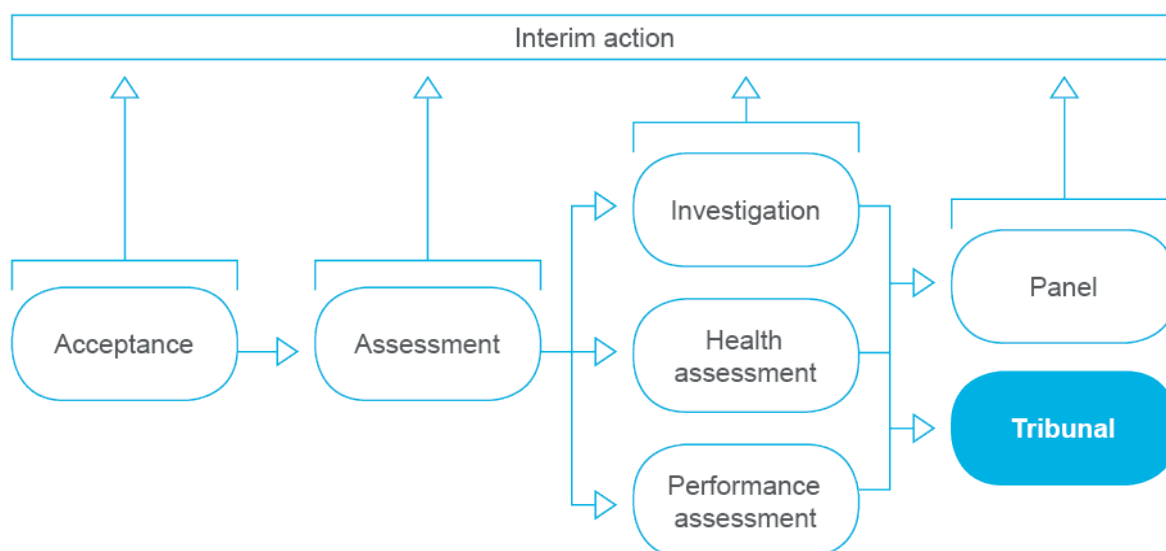 Interim action
Acceptance
Assessment
Investigation
Health
assessment
Performance
assessment
Panel
Tribunal